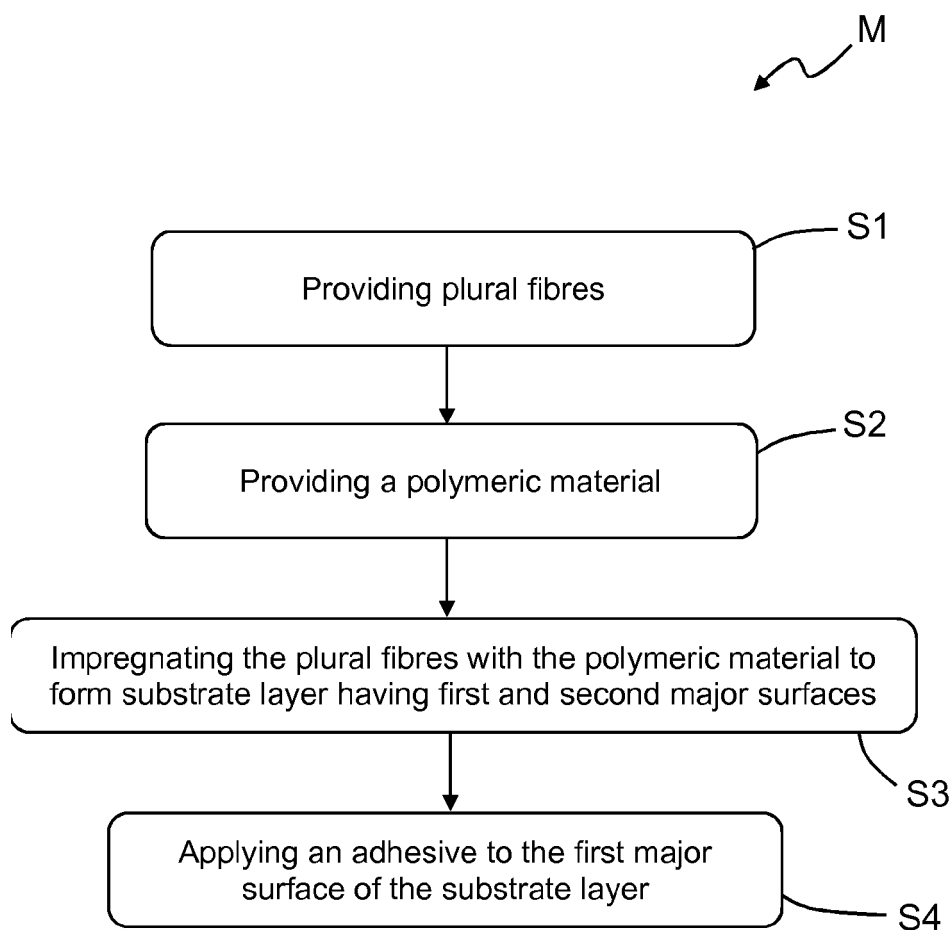 M
S1
Providing plural fibres
S2
Providing a polymeric material
Impregnating the plural fibres with the polymeric material to
form substrate layer having first and second major surfaces
S3
Applying an adhesive to the first major
surface of the substrate layer
S4